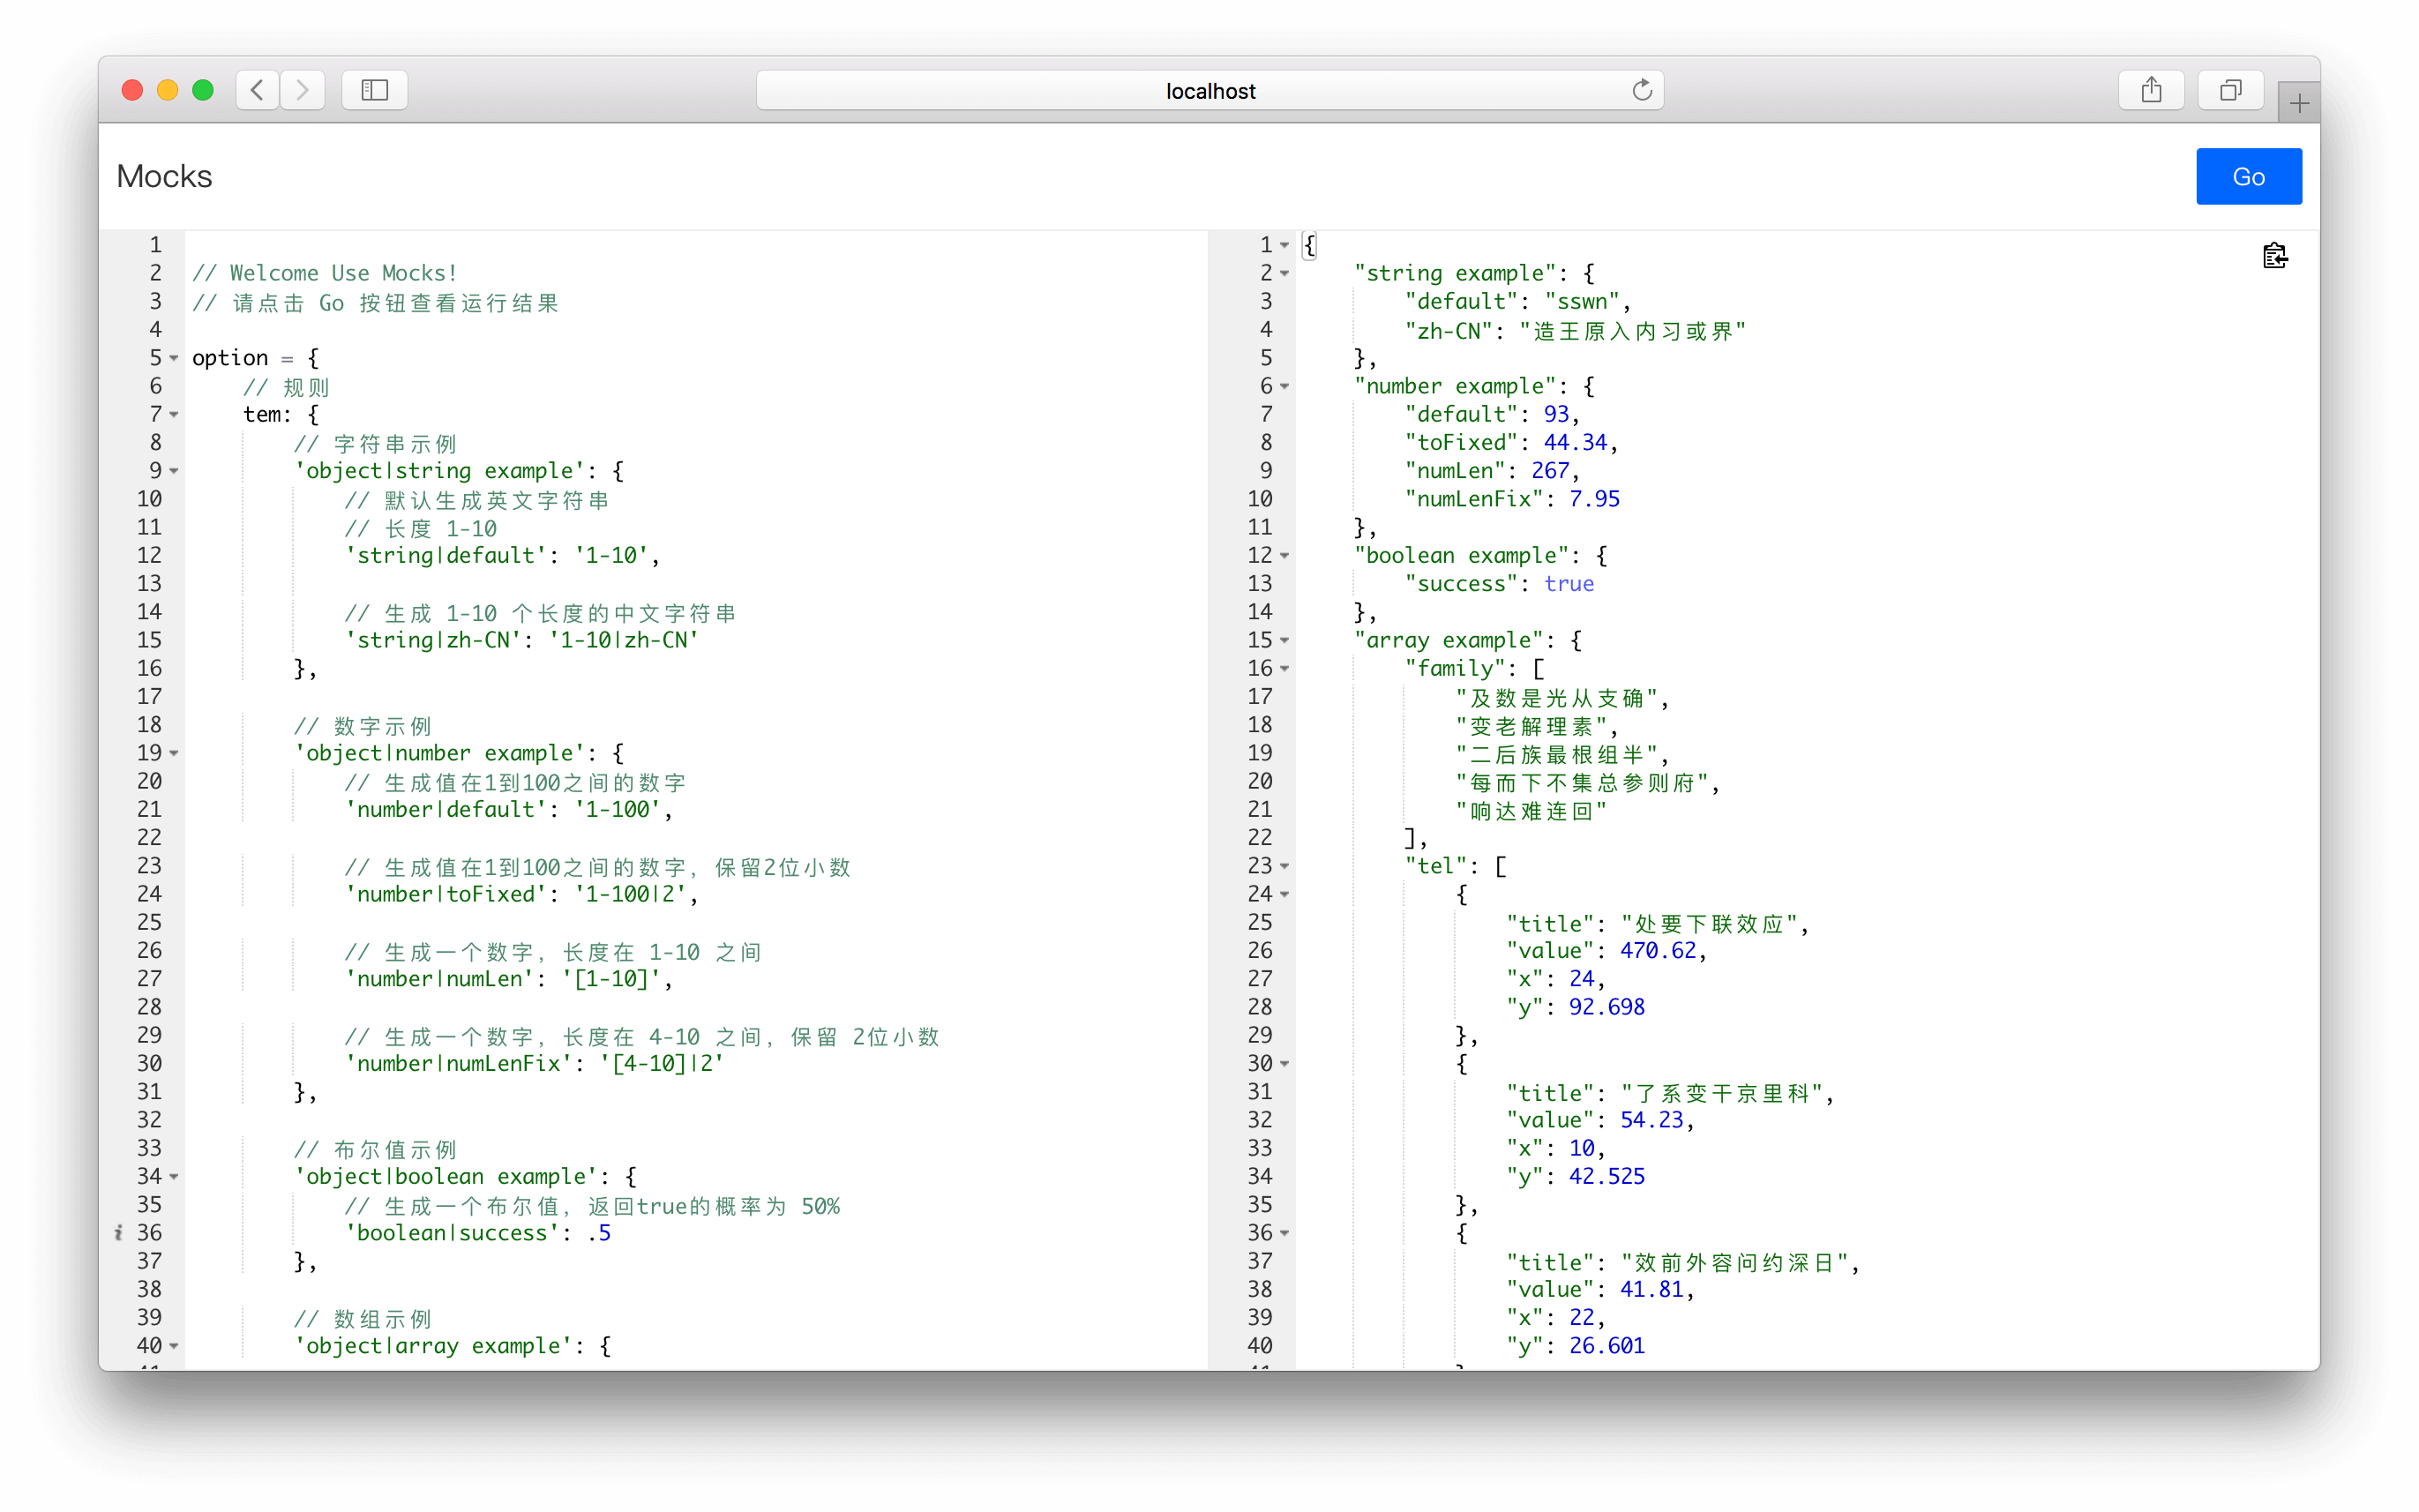 localhost
Mocks
Go
1
2 // Welcome Use Mocks!
3 // 请点击 Go 按钮查看运行结果
4
5 option = {
6 // 规则
7 tem: {
8 // 字符串示例
9 'object|string example': {
10 // 默认生成英文字符串
11 // 长度 1-10
12 'string|default': '1-10',
13
14 // 生成 1-10 个长度的中文字符串
15 'string|zh-CN': '1-10|zh-CN'
16 },
17
18 // 数字示例
19 'object|number example': {
20 // 生成值在1到100之间的数字
21 'number|default': '1-100',
22
23 // 生成值在1到100之间的数字, 保留2位小数
24 'number|toFixed': '1-100|2',
25
26 // 生成一个数字, 长度在 1-10 之间
27 'number|numLen': '[1-10]',
28
29 // 生成一个数字, 长度在 4-10 之间, 保留 2位小数
30 'number|numLenFix': '[4-10]|2'
31 },
32
33 // 布尔值示例
34 'object|boolean example': {
35 // 生成一个布尔值, 返回true的概率为 50%
36 'boolean|success': .5
37 },
38
39 // 数组示例
40 'object|array example': {
1 {
2 "string example": {
3 "default": "sswn",
4 "zh-CN": "造王原入内习或界"
5 },
6 "number example": {
7 "default": 93,
8 "toFixed": 44.34,
9 "numLen": 267,
10 "numLenFix": 7.95
11 },
12 "boolean example": {
13 "success": true
14 },
15 "array example": {
16 "family": [
17 "及数是光从支确",
18 "变老解理素",
19 "二后族最根组半",
20 "每而下不集总参则府",
21 "响达难连回"
22 ],
23 "tel": [
24 {
25 "title": "处要下联效应",
26 "value": 470.62,
27 "x": 24,
28 "y": 92.698
29 },
30 {
31 "title": "了系变干京里科",
32 "value": 54.23,
33 "x": 10,
34 "y": 42.525
35 },
36 {
37 "title": "效前外容问约深日",
38 "value": 41.81,
39 "x": 22,
40 "y": 26.601